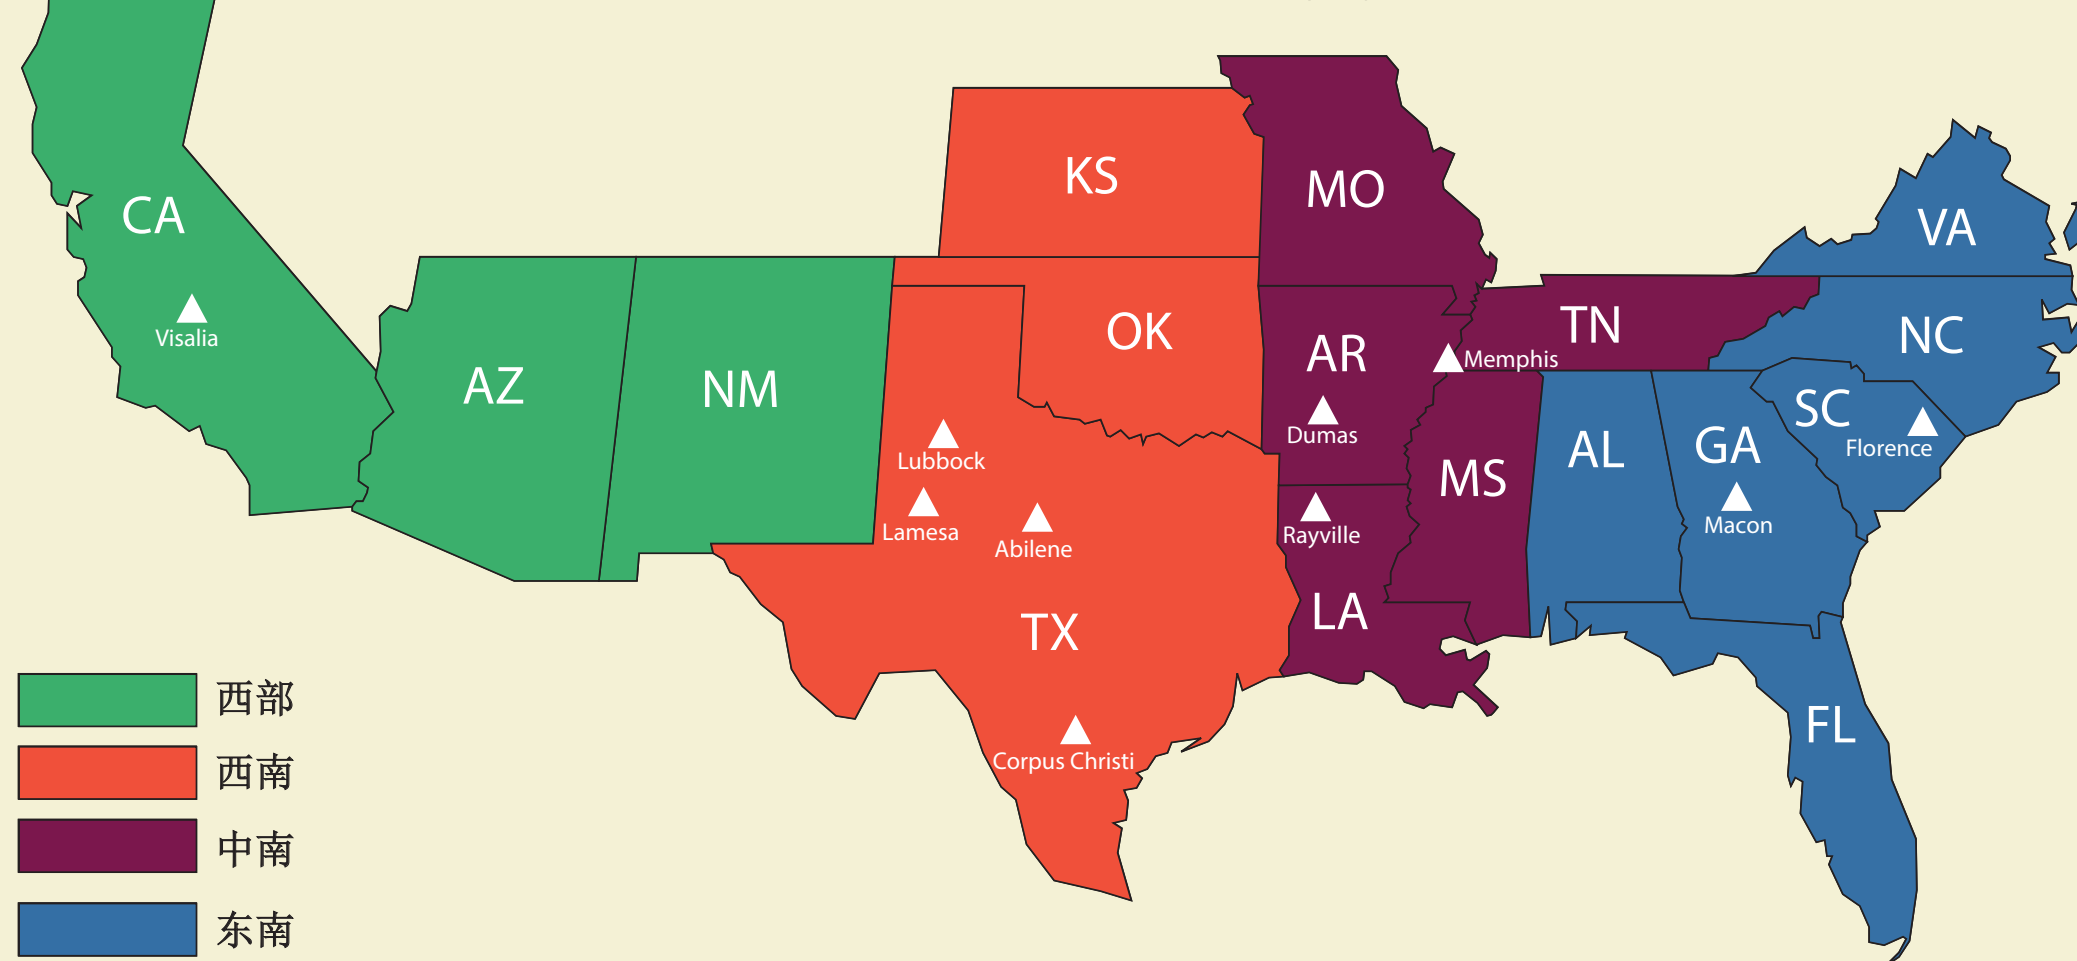 KS
MO
CA
VA
TN
NC
OK
Visalia
AR
Memphis
AZ
NM
SC
Dumas
Florence
GA
AL
Lubbock
MS
Macon
Lamesa
Abilene
Rayville
LA
TX
FL
Corpus Christi
西部
西南
中南
东南